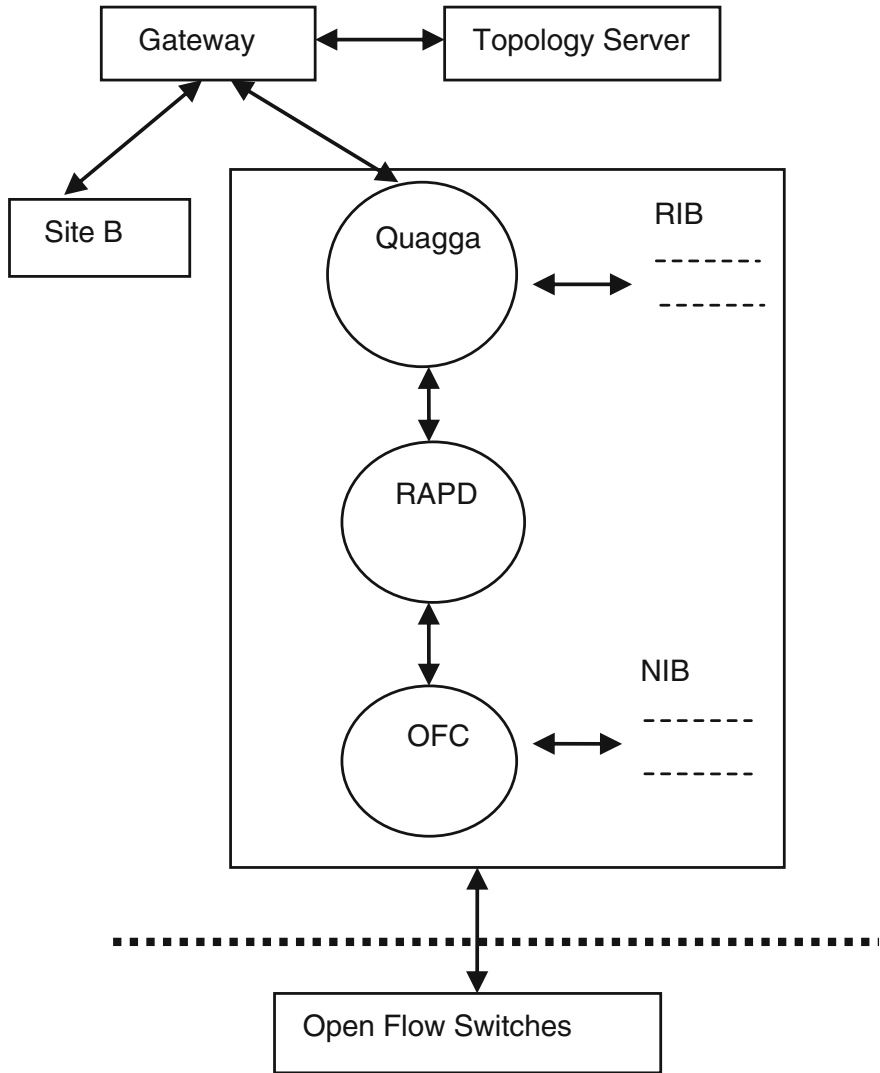 Gateway
Topology Server
Site B
Quagga
RIB
RAPD
NIB
OFC
Open Flow Switches